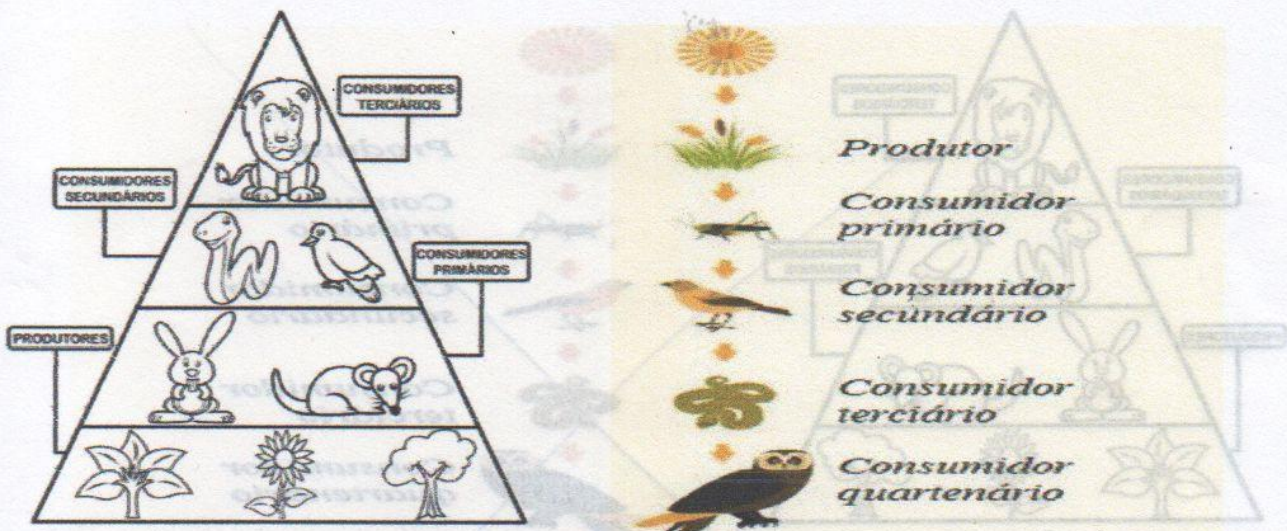 CONSUMIDORES
TERCIÁRIOS
CONSUMIDORES
SECUNDÁRIOS
CONSUMIDORES
PRIMÁRIOS
PRODUTORES
Produtor
Consumidor
primário
Consumidor
secundário
Consumidor
terciário
Consumidor
quartenário